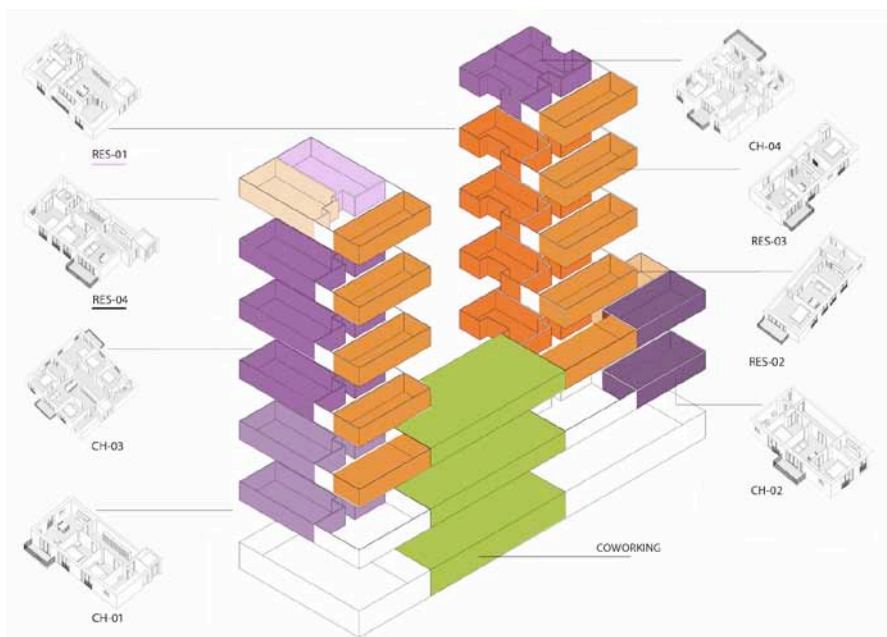 RES-01
RES-04
CH-03
CH-01
CH-04
RES-03
RES-02
CH-02
COWORKING